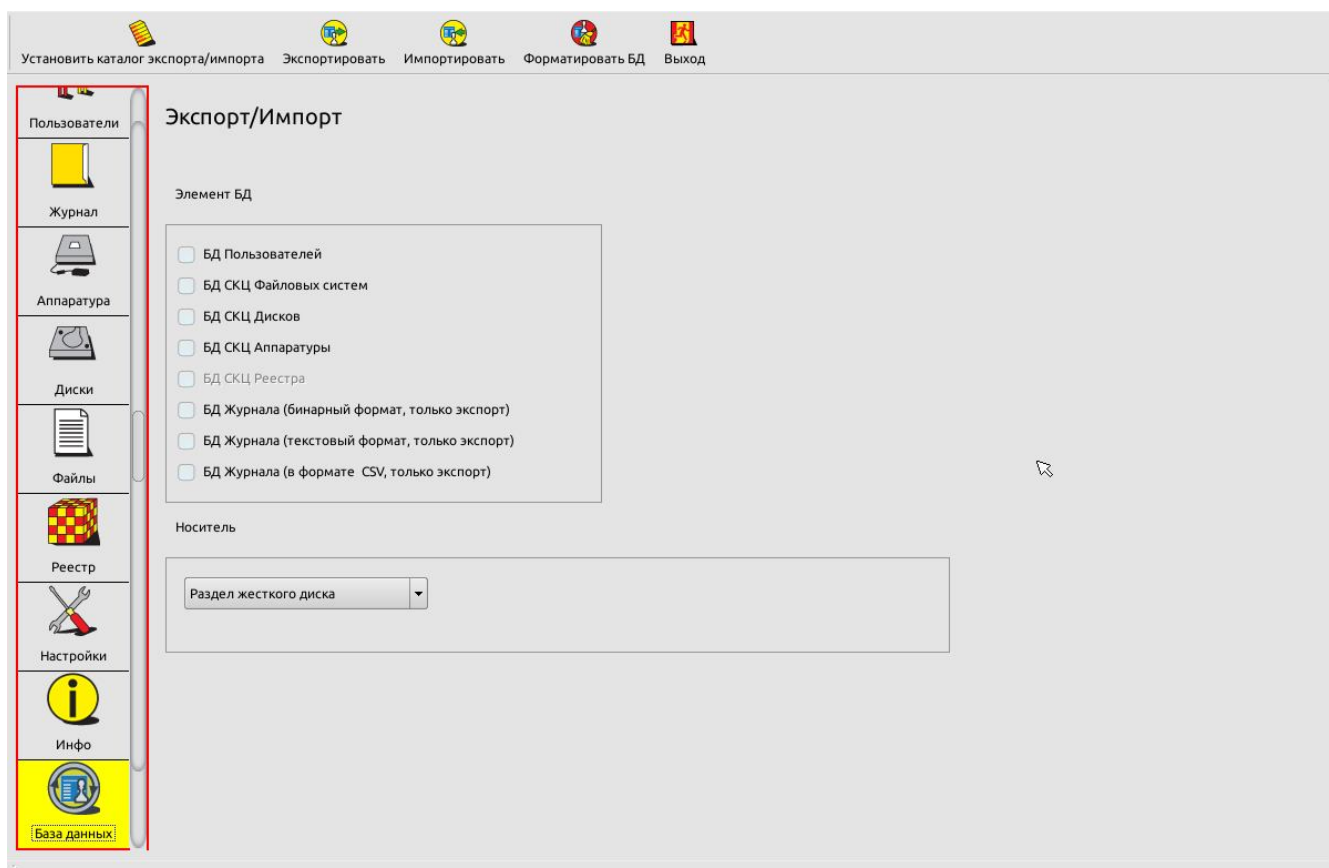 Установить каталог экспорта/импорта Экспортировать Импортировать Форматировать БД Выход
Пользователи
Журнал
Аппаратура
Диски
Файлы
Реестр
Настройки
Инфо
База данных
Экспорт/Импорт
Элемент БД
БД Пользователей
БД СКЦ Файловых систем
БД СКЦ Дисков
БД СКЦ Аппаратуры
БД СКЦ Реестра
БД Журнала (бинарный формат, только экспорт)
БД Журнала (текстовый формат, только экспорт)
БД Журнала (в формате CSV, только экспорт)
Носитель
Раздел жесткого диска